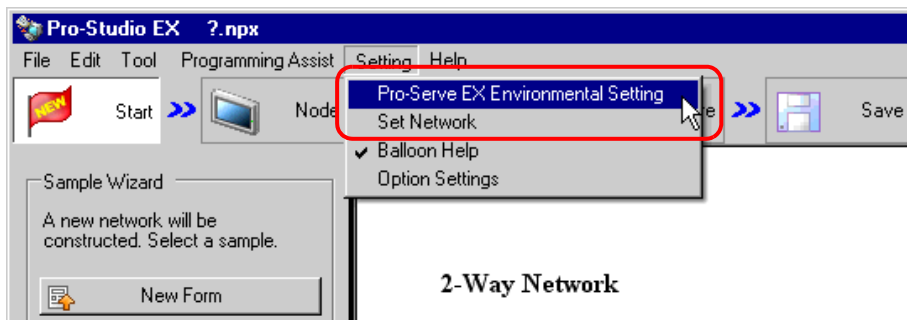 Pro-Studio EX ?.npx
File Edit Tool Programming Assist Setting Help
NEW Start Node Save
Pro-Serve EX Environmental Setting
Set Network
Balloon Help
Option Settings
Sample Wizard
A new network will be
constructed. Select a sample.
New Form
2-Way Network